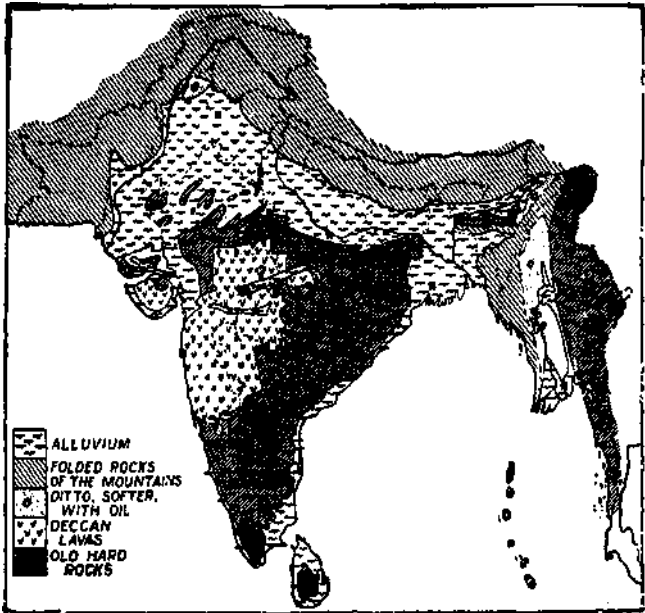 ALLUVIUM
FOLDED ROCKS
OF THE MOUNTAINS
DITTO, SOFTER,
WITH OIL
DECCAN
LAVAS
OLD HARD
ROCKS